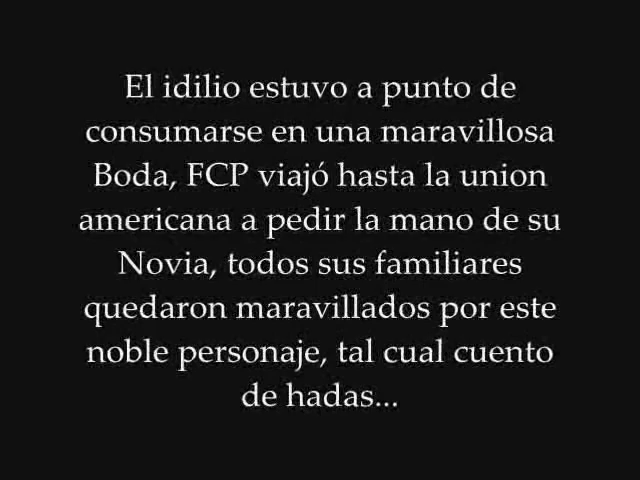 El idilio estuvo a punto de
consumarse en una maravillosa
Boda, FCP viajó hasta la union
americana a pedir la mano de su
Novia, todos sus familiares
quedaron maravillados por este
noble personaje, tal cual cuento
de hadas...